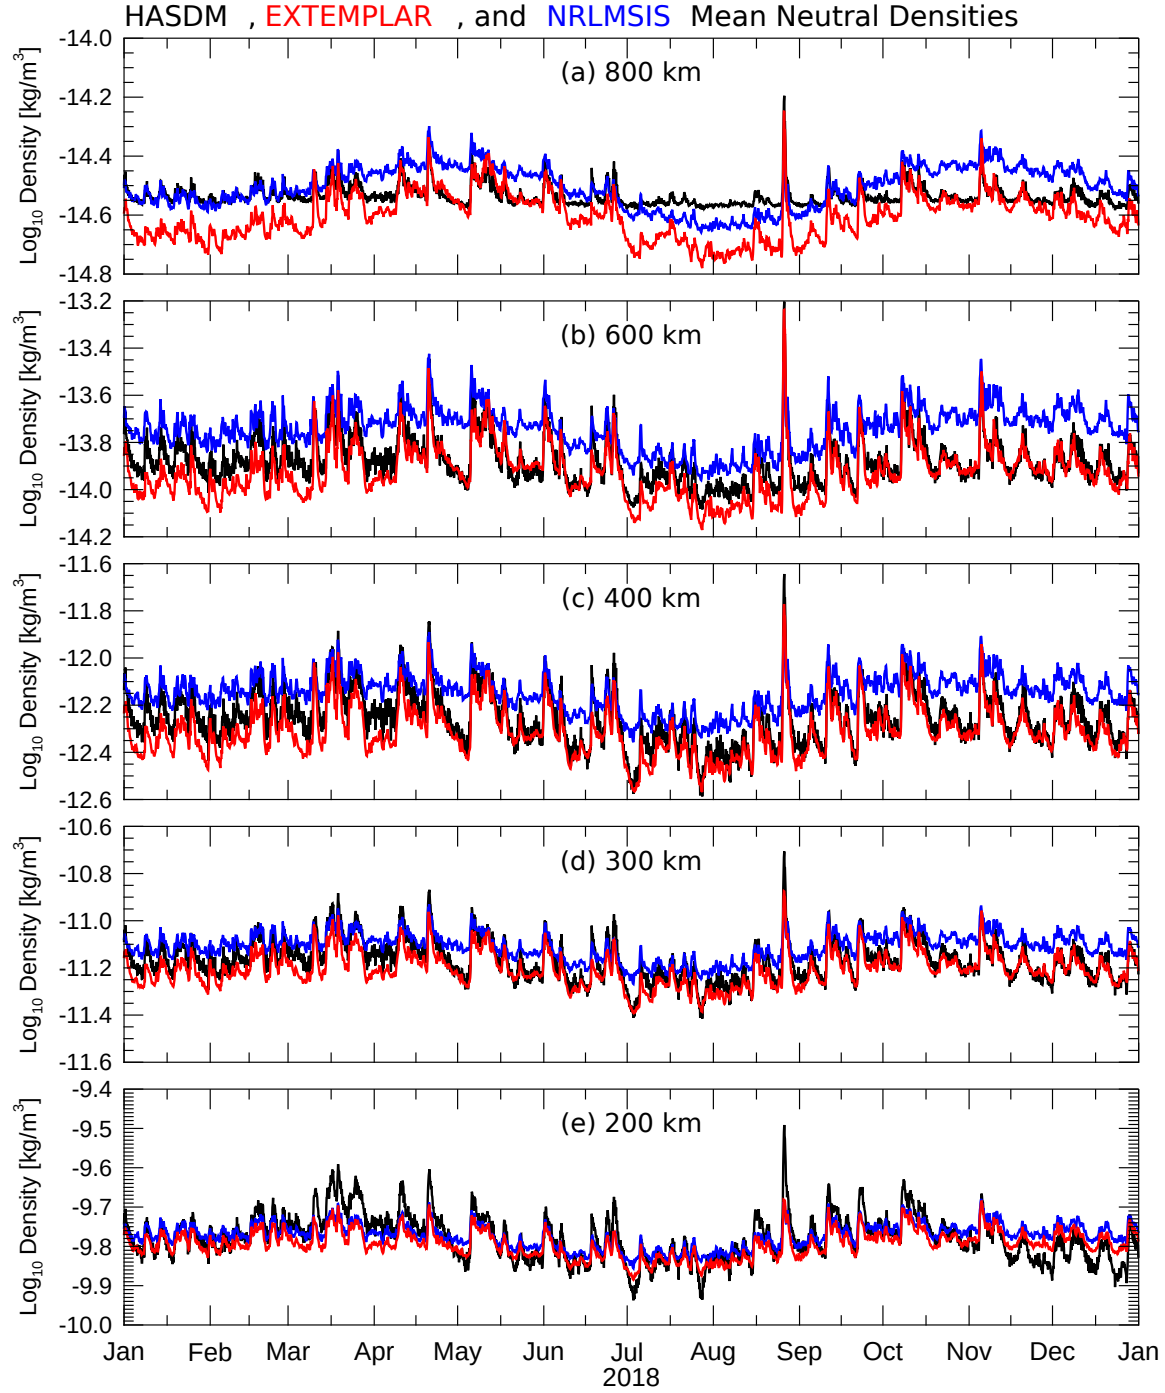 HASDM , EXTEMPLAR , and NRLMSIS Mean Neutral Densities
(a) 800 km
Log10 Density [kg/m3]
-14.0
-14.2
-14.4
-14.6
-14.8
(b) 600 km
Log10 Density [kg/m3]
-13.2
-13.4
-13.6
-13.8
-14.0
-14.2
(c) 400 km
Log10 Density [kg/m3]
-11.6
-11.8
-12.0
-12.2
-12.4
-12.6
(d) 300 km
Log10 Density [kg/m3]
-10.6
-10.8
-11.0
-11.2
-11.4
-11.6
(e) 200 km
Log10 Density [kg/m3]
-9.4
-9.5
-9.6
-9.7
-9.8
-9.9
-10.0
Jan Feb Mar Apr May Jun Jul Aug Sep Oct Nov Dec Jan
2018